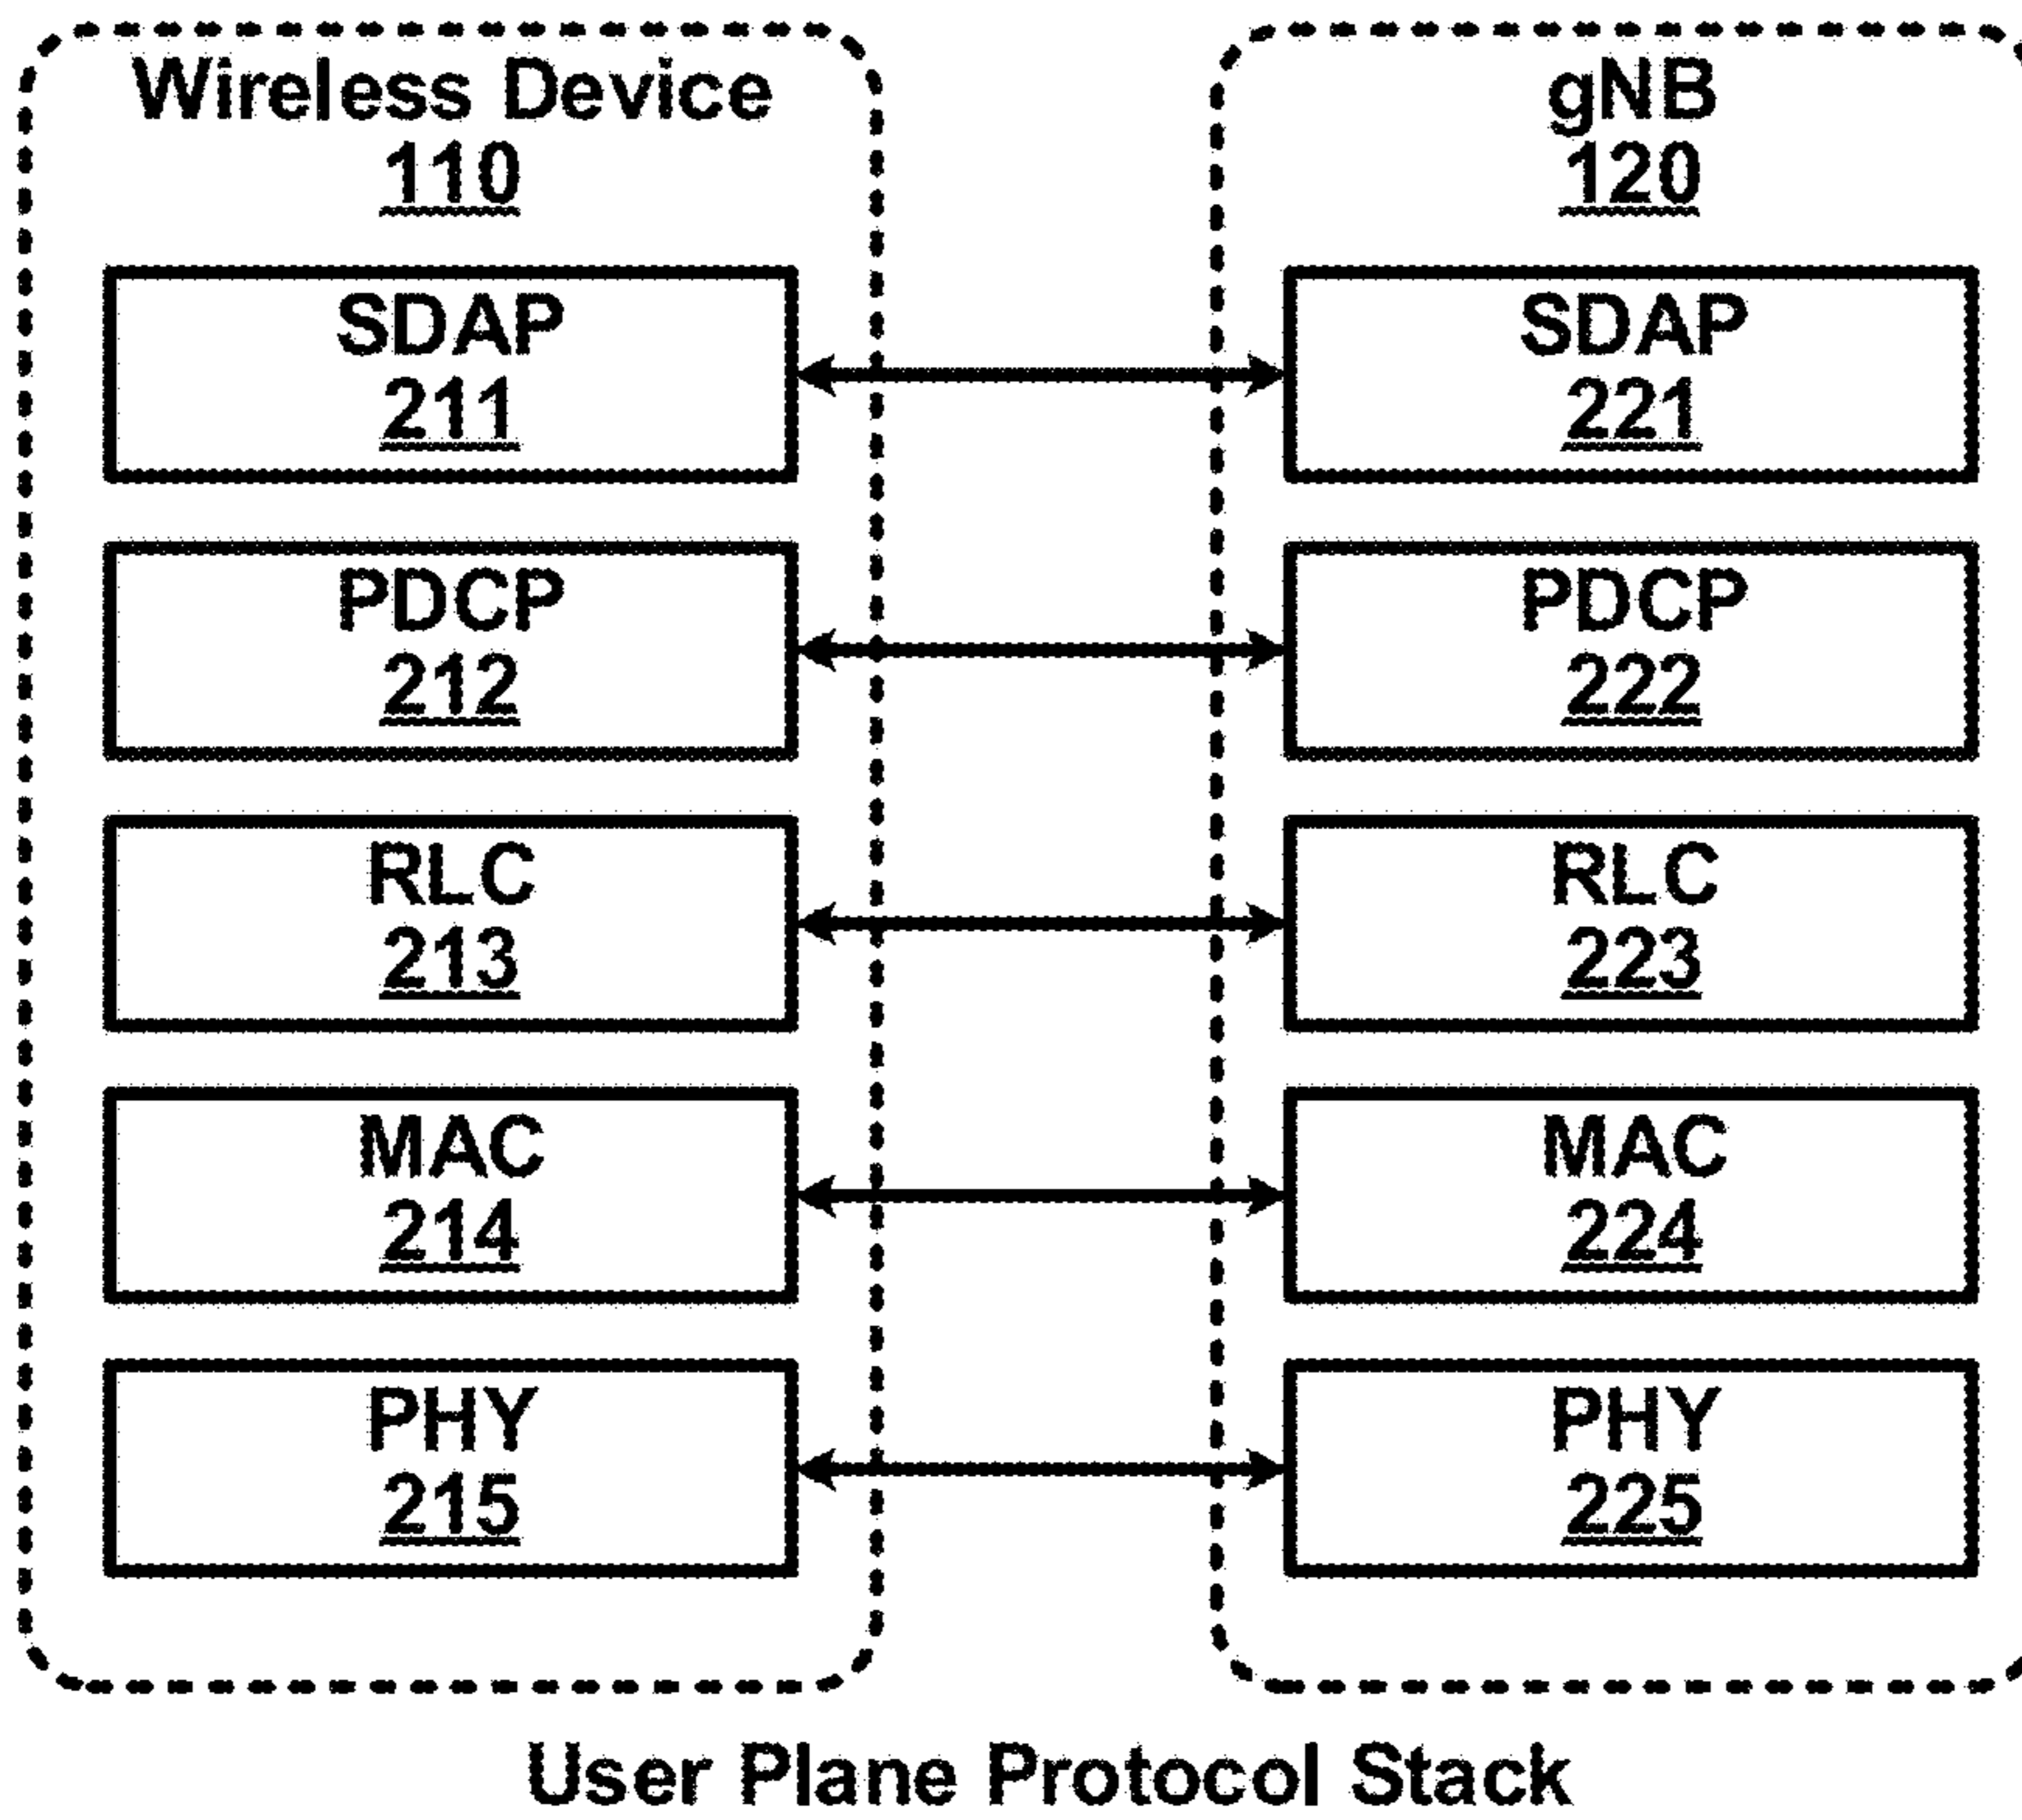 Wireless Device
110
SDAP
211
PDCP
212
RLC
213
MAC
214
PHY
215
gNB
120
SDAP
221
PDCP
222
RLC
223
MAC
224
PHY
225
User Plane Protocol Stack